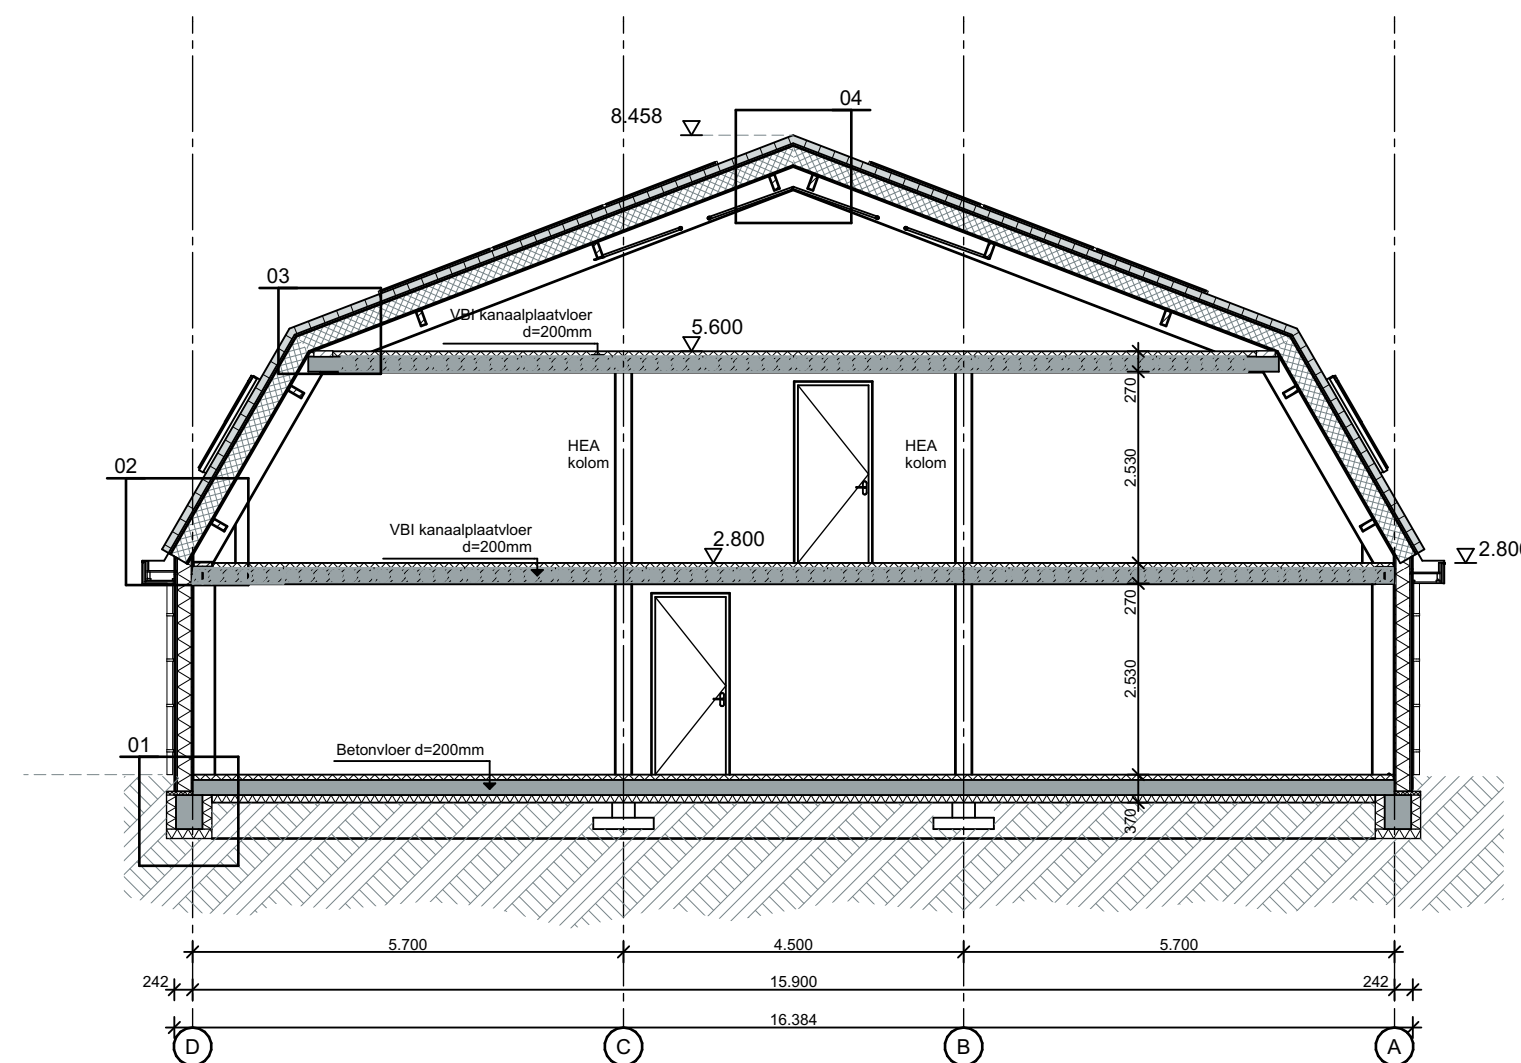 04
8.458
03
VBI kanaalplaatvloer
d=200mm
5.600
270
HEA
kolom
HEA
kolom
2.530
02
VBI kanaalplaatvloer
d=200mm
2.800
2.800
270
2.530
01
Betonvloer d=200mm
370
5.700
4.500
5.700
242
15.900
242
16.384
D
C
B
A